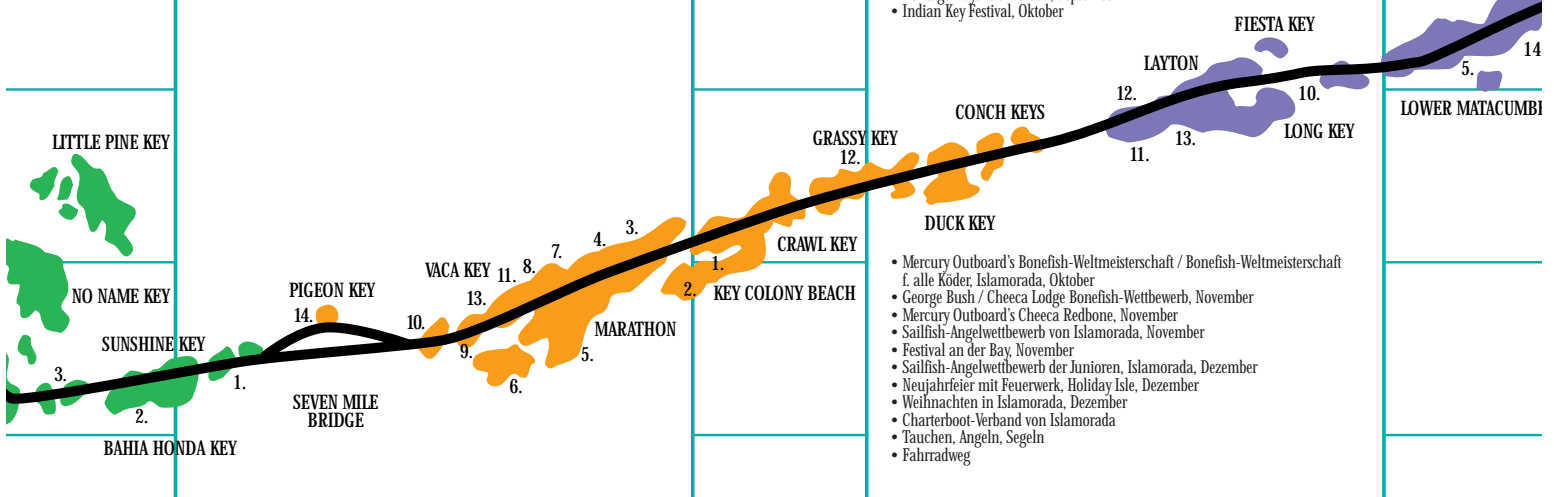 • Indian Key Festival, Oktober
FIESTA KEY
14
LAYTON
5.
12.
10.
LOWER MATACUMBE
CONCH KEYS
LITTLE PINE KEY
GRASSY KEY
LONG KEY
12.
13.
11.
DUCK KEY
3.
4.
7.
CRAWL KEY
VACA KEY
11.
8.
1.
NO NAME KEY
PIGEON KEY
13.
2.
KEY COLONY BEACH
14.
10.
MARATHON
SUNSHINE KEY
9.
5.
3.
1.
6.
2.
SEVEN MILE
BRIDGE
BAHIA HONDA KEY
• Mercury Outboard's Bonefish-Weltmeisterschaft / Bonefish-Weltmeisterschaft
f. alle Köder, Islamorada, Oktober
• George Bush / Cheeca Lodge Bonefish-Wettbewerb, November
• Mercury Outboard's Cheeca Redbone, November
• Sailfish-Angelwettbewerb von Islamorada, November
• Festival an der Bay, November
• Sailfish-Angelwettbewerb der Junioren, Islamorada, Dezember
• Neujahrfeier mit Feuerwerk, Holiday Isle, Dezember
• Weihnachten in Islamorada, Dezember
• Charterboot-Verband von Islamorada
• Tauchen, Angeln, Segeln
• Fahrradweg